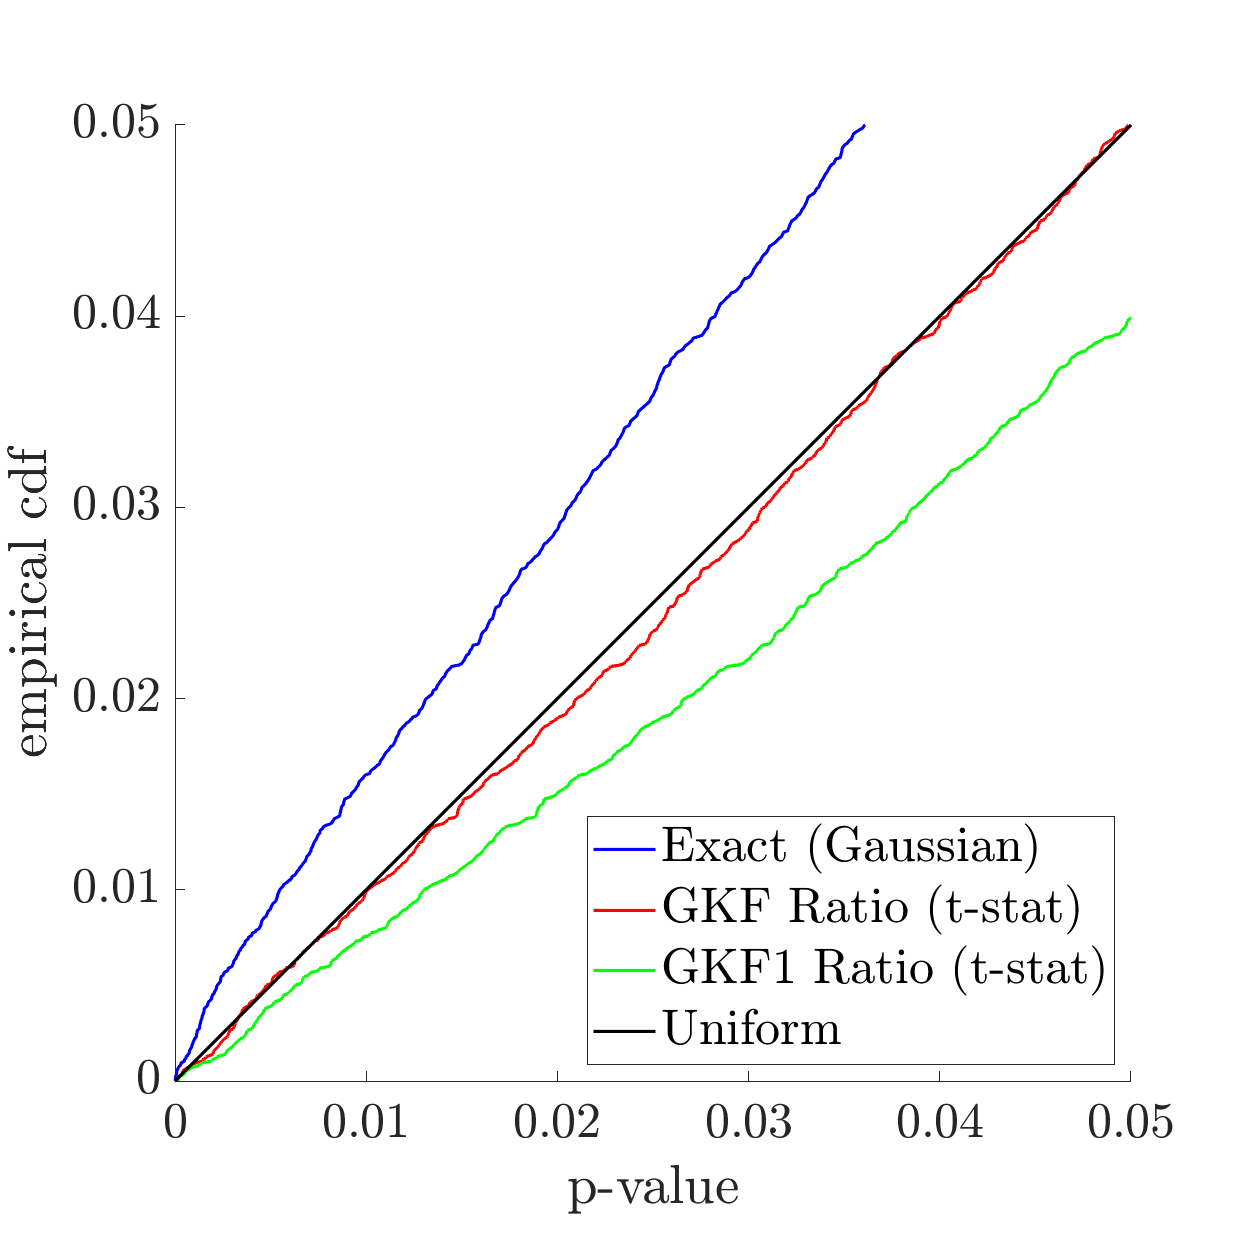 0.05
0.04
0.03
0.02
0.01
0
empirical cdf
Exact (Gaussian)
GKF Ratio (t-stat)
GKF1 Ratio (t-stat)
Uniform
0 0.01 0.02 0.03 0.04 0.05
p-value